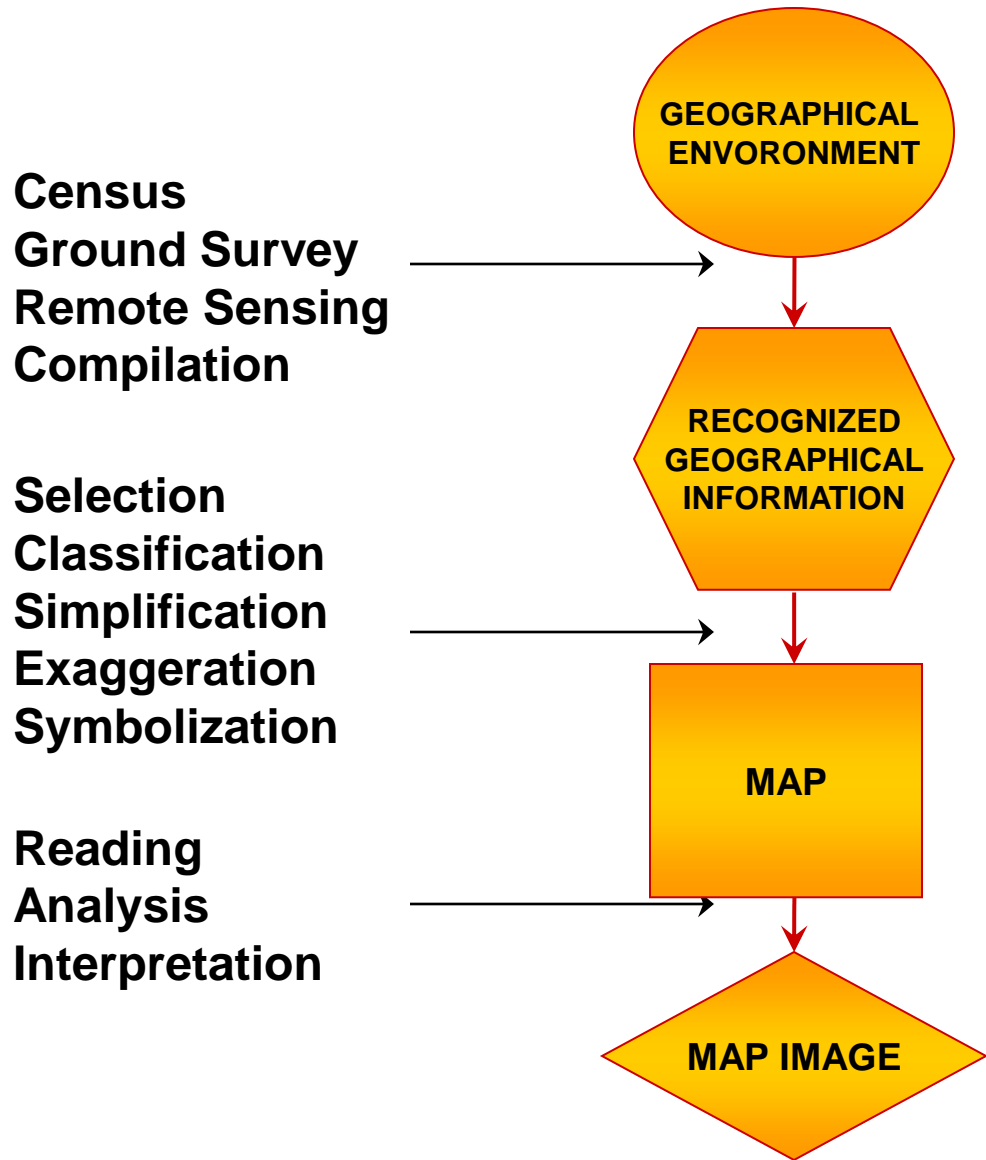 GEOGRAPHICAL
ENVORONMENT
Census
Ground Survey
Remote Sensing
Compilation
RECOGNIZED
GEOGRAPHICAL
INFORMATION
Selection
Classification
Simplification
Exaggeration
Symbolization
MAP
Reading
Analysis
Interpretation
MAP IMAGE